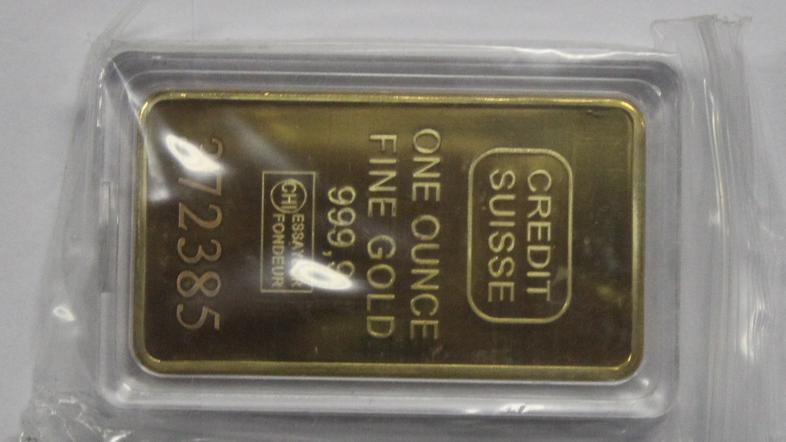 CREDIT
SUISSE
ONE OUNCE
FINE GOLD
999,9
CHI ESSAYEUR
FONDEUR
372385